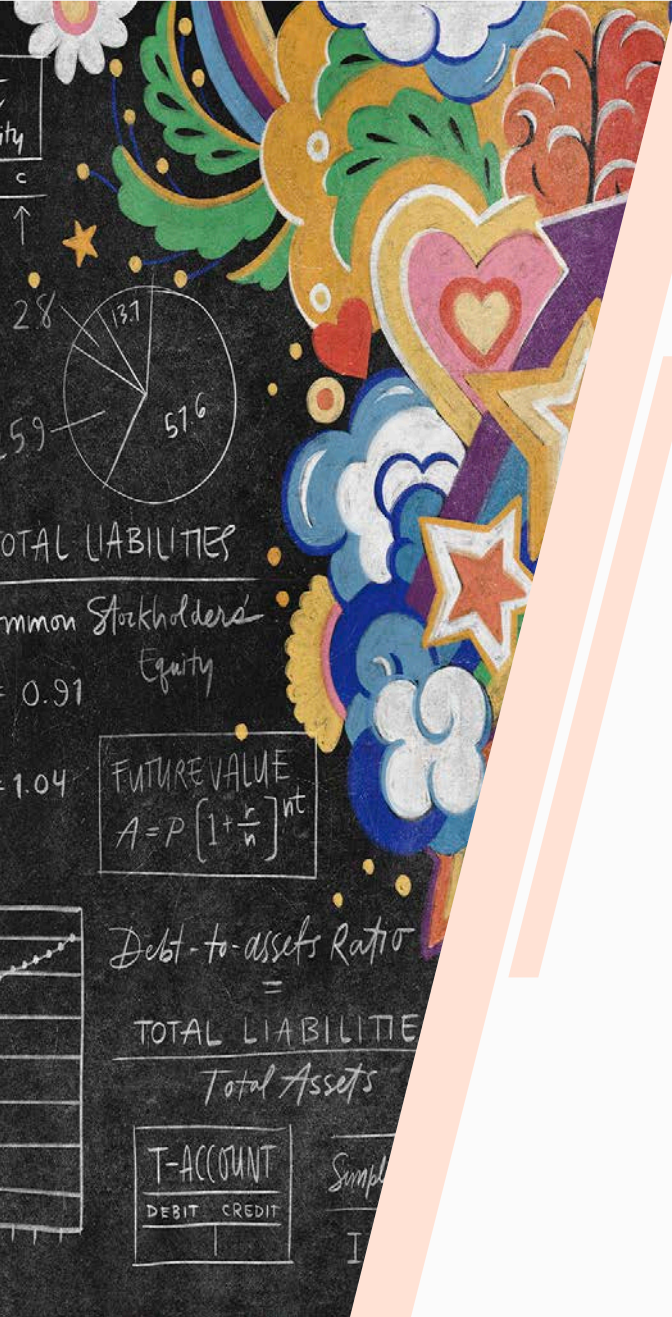 ity
c
↑
28
13.7
59
57.6
OTAL LIABILITIES
mmon Stockholders'
Equity
= 0.91
=1.04
FUTURE VALUE
A=P[1+r/n]nt
Debt-to-assets Ratio
=
TOTAL LIABILITIE
Total Assets
T-ACCOUNT
DEBIT CREDIT
Simpl
I